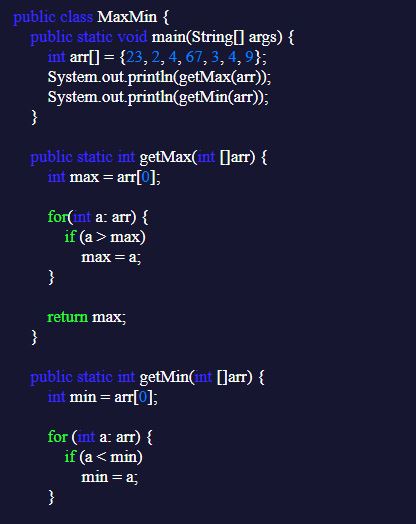 public class MaxMin {
public static void main(String[] args) {
int arr[] = {23, 2, 4, 67, 3, 4, 9};
System.out.println(getMax(arr));
System.out.println(getMin(arr));
}
public static int getMax(int []arr) {
int max = arr[0];
for(int a: arr) {
if (a > max)
max = a;
}
return max;
}
public static int getMin(int []arr) {
int min = arr[0];
for (int a: arr) {
if (a < min)
min = a;
}